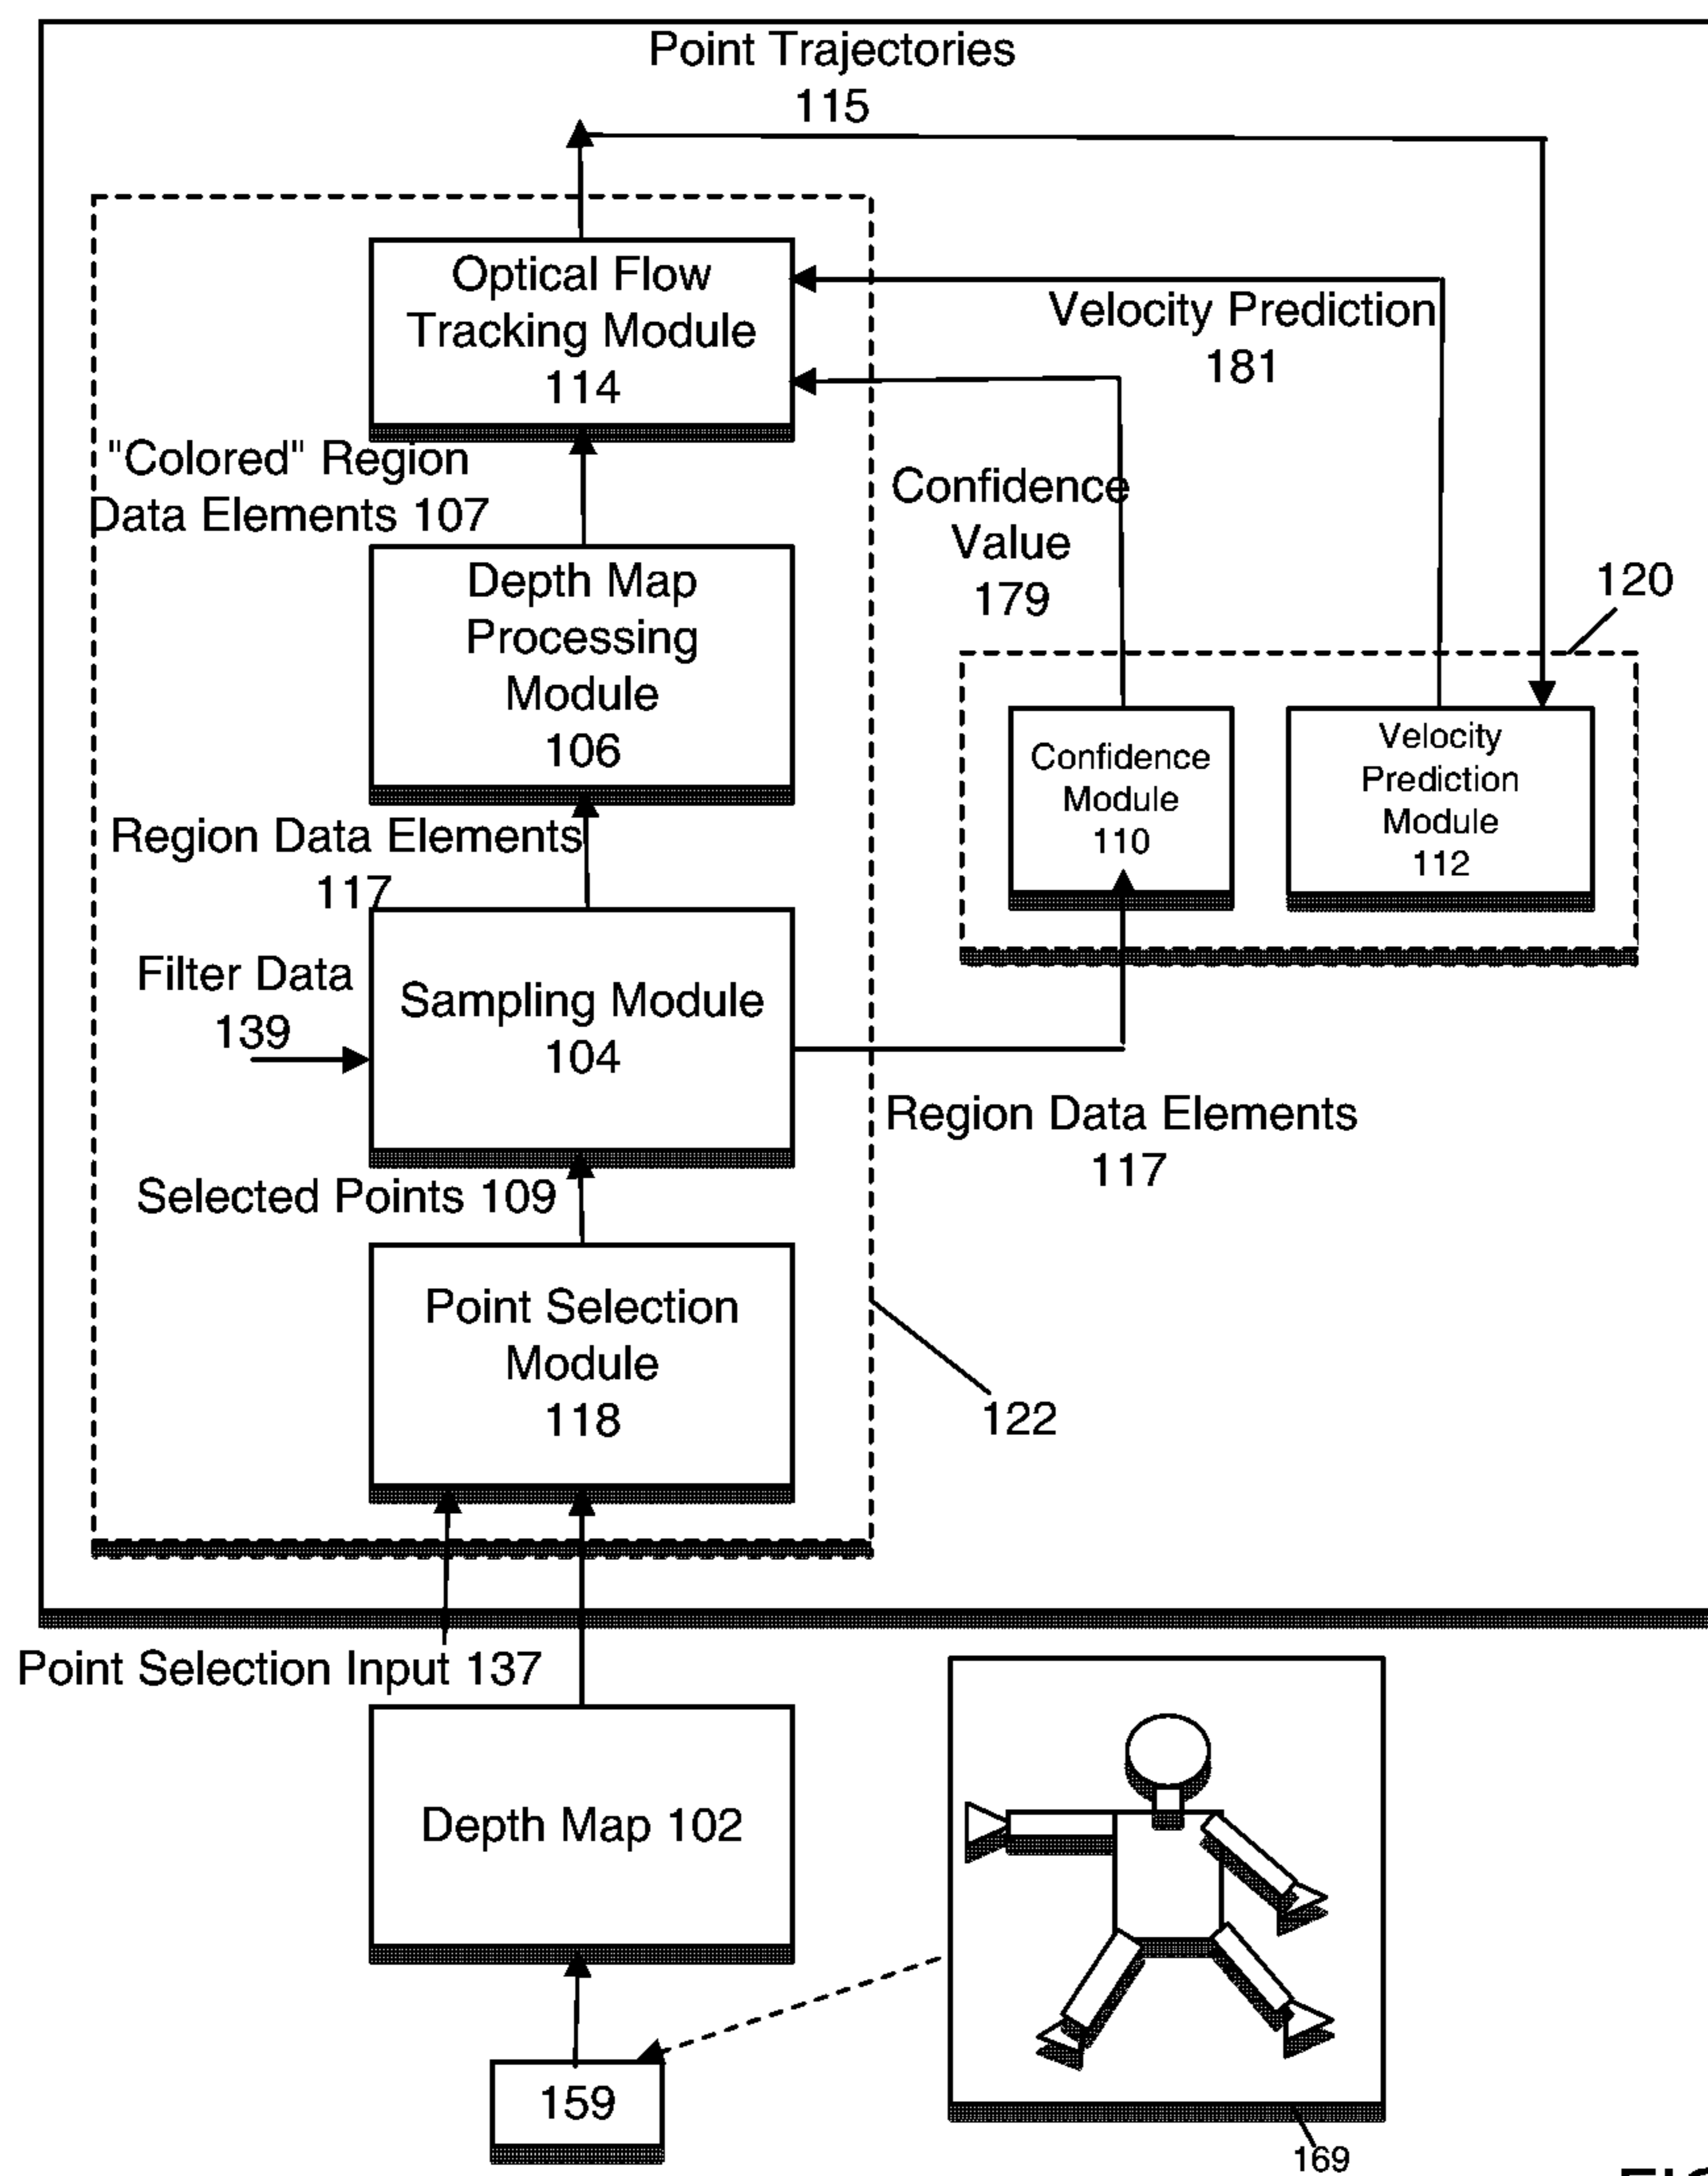 Point Trajectories
115
Optical Flow
Tracking Module
114
Velocity Prediction
181
"Colored" Region
Data Elements 107
Confidence
Value
179
Depth Map
Processing
Module
106
120
Confidence
Module
110
Velocity
Prediction
Module
112
Region Data Elements
117
Filter Data
139
Sampling Module
104
Region Data Elements
117
Selected Points 109
Point Selection
Module
118
122
Point Selection Input 137
Depth Map 102
159
169